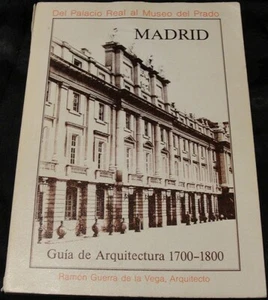 Del Palacio Real al Museo del Prado
MADRID
Guía de Arquitectura 1700-1800
Ramón Guerra de la Vega, Arquitecto